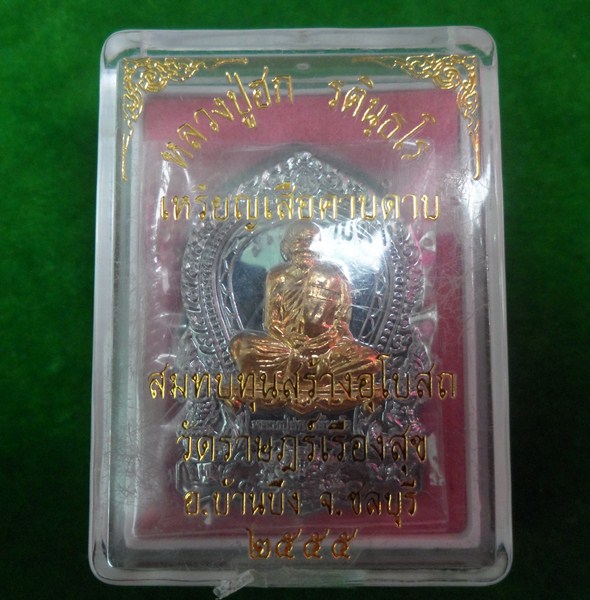 หลวงปู่ฮก รตินฺธโร
เหรียญเสือคาบดาบ
สมทบทุนสร้างอุโบสถ
วัดราษฎร์เรืองสุข
อ.บ้านบึง จ.ชลบุรี
๒๕๕๕